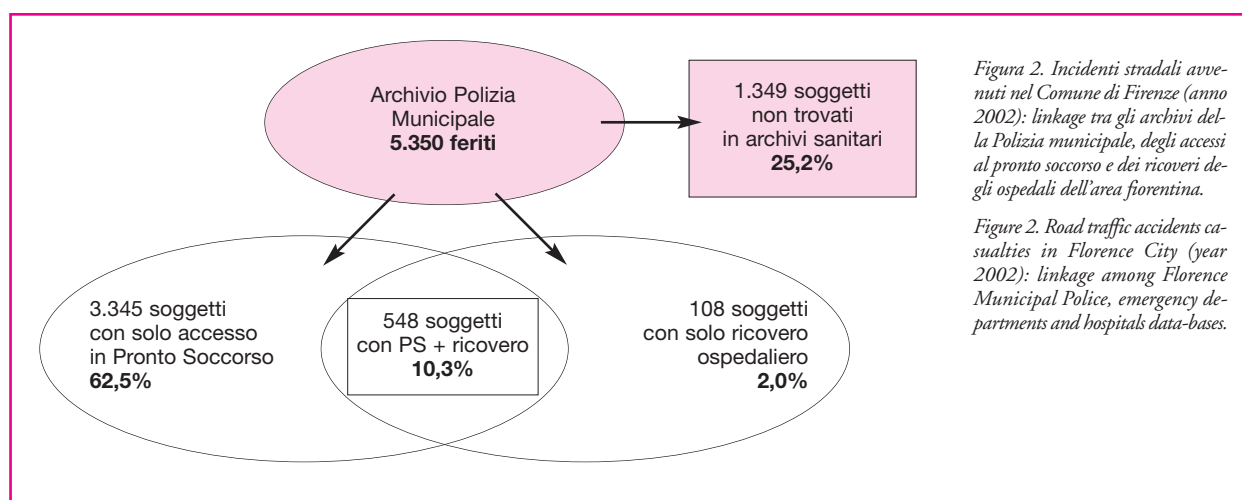 Archivio Polizia
Municipale
5.350 feriti
1.349 soggetti
non trovati
in archivi sanitari
25,2%
3.345 soggetti
con solo accesso
in Pronto Soccorso
62,5%
548 soggetti
con PS + ricovero
10,3%
108 soggetti
con solo ricovero
ospedaliero
2,0%
Figura 2. Incidenti stradali avve-
nuti nel Comune di Firenze (anno
2002): linkage tra gli archivi del-
la Polizia municipale, degli accessi
al pronto soccorso e dei ricoveri de-
gli ospedali dell'area fiorentina.
Figure 2. Road traffic accidents ca-
sualties in Florence City (year
2002): linkage among Florence
Municipal Police, emergency de-
partments and hospitals data-bases.